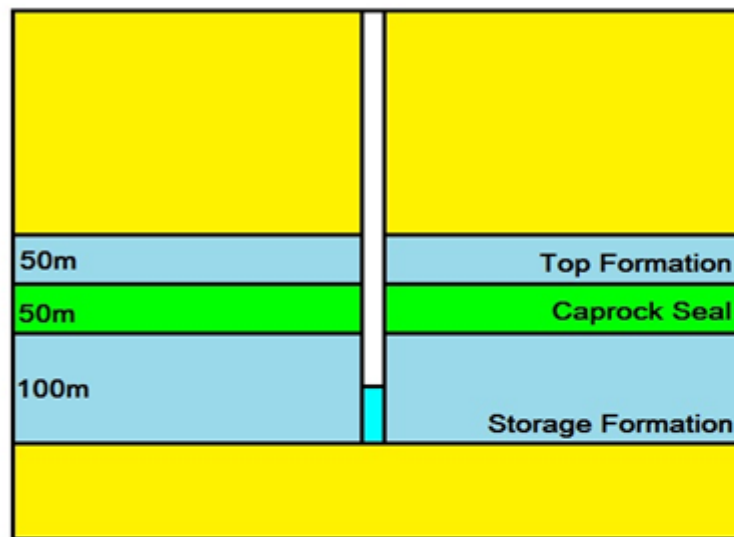 50m
Top Formation
50m
Caprock Seal
100m
Storage Formation